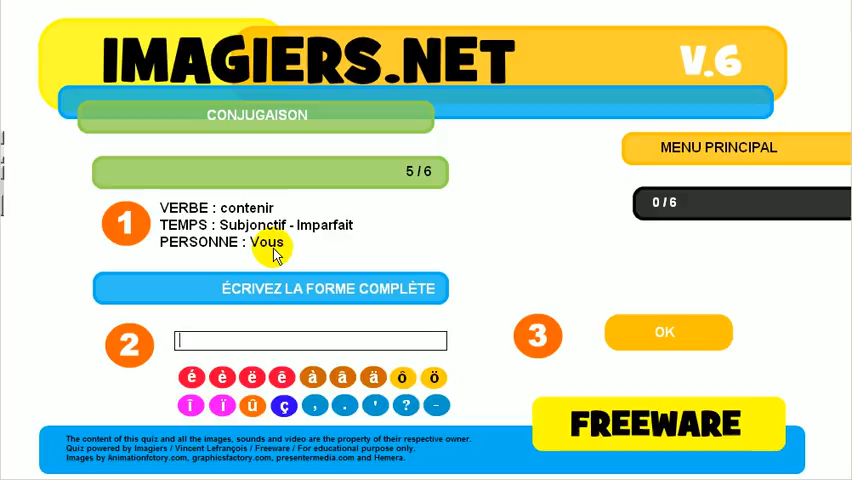 IMAGIERS.NET
V.6
CONJUGAISON
MENU PRINCIPAL
5 / 6
0 / 6
1
VERBE : contenir
TEMPS : Subjonctif - Imparfait
PERSONNE : Vous
ÉCRIVEZ LA FORME COMPLÈTE
2
3
OK
é è ë ê à â ä ô ö
î ï û ç , . ' ? -
FREEWARE
The content of this quiz and all the images, sounds and video are the property of their respective owner.
Quiz powered by Imagiers / Vincent Lefrançois / Freeware / For educational purpose only.
Images by Animationfctory.com, graphicsfactory.com, presentermedia.com and Hemera.